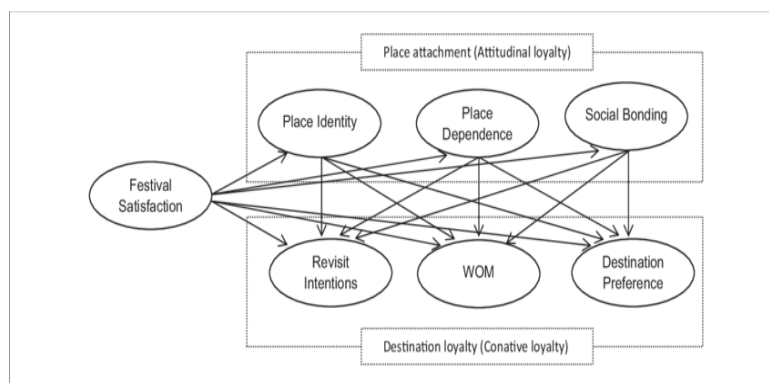 Place attachment (Attitudinal loyalty)
Place Identity
Place
Dependence
Social Bonding
Festival
Satisfaction
Revisit
Intentions
WOM
Destination
Preference
Destination loyalty (Conative loyalty)